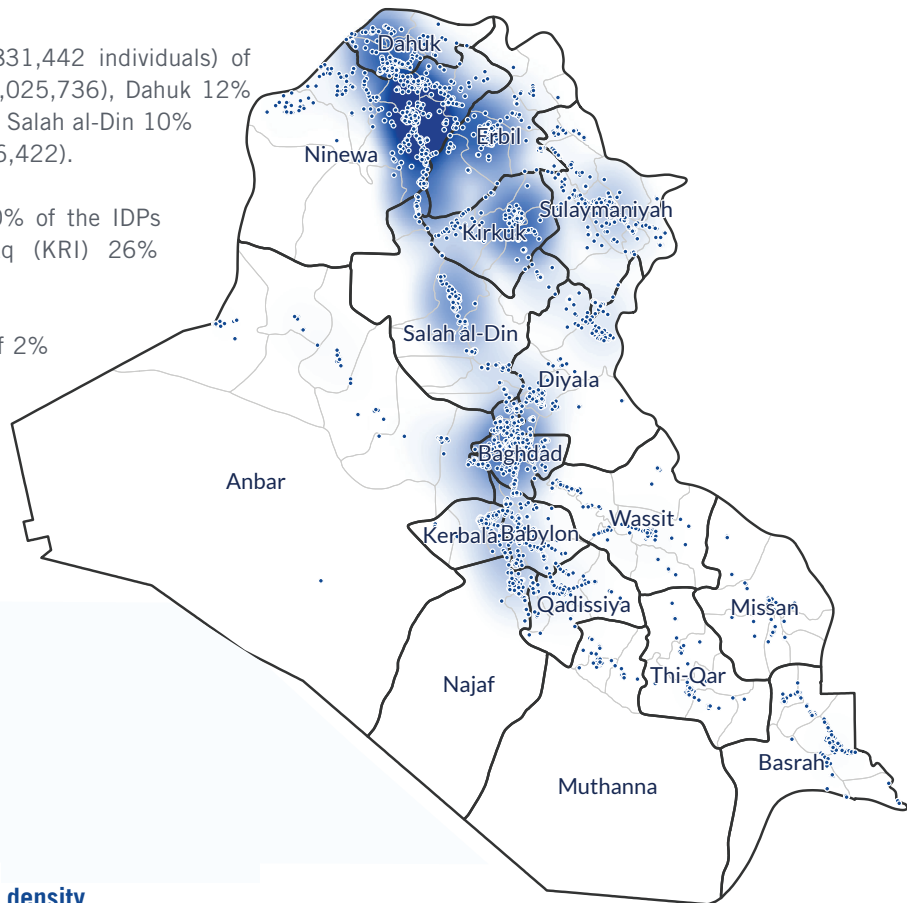 331,442 individuals) of
,025,736), Dahuk 12%
Salah al-Din 10%
6,422).
% of the IDPs
q (KRI) 26%
f 2%
Dahuk
Erbil
Ninewa
Sulaymaniyah
Kirkuk
Salah al-Din
Diyala
Baghdad
Anbar
Wassit
Kerbala
Babylon
Qadissiya
Missan
Najaf
Thi-Qar
Basrah
Muthanna
density